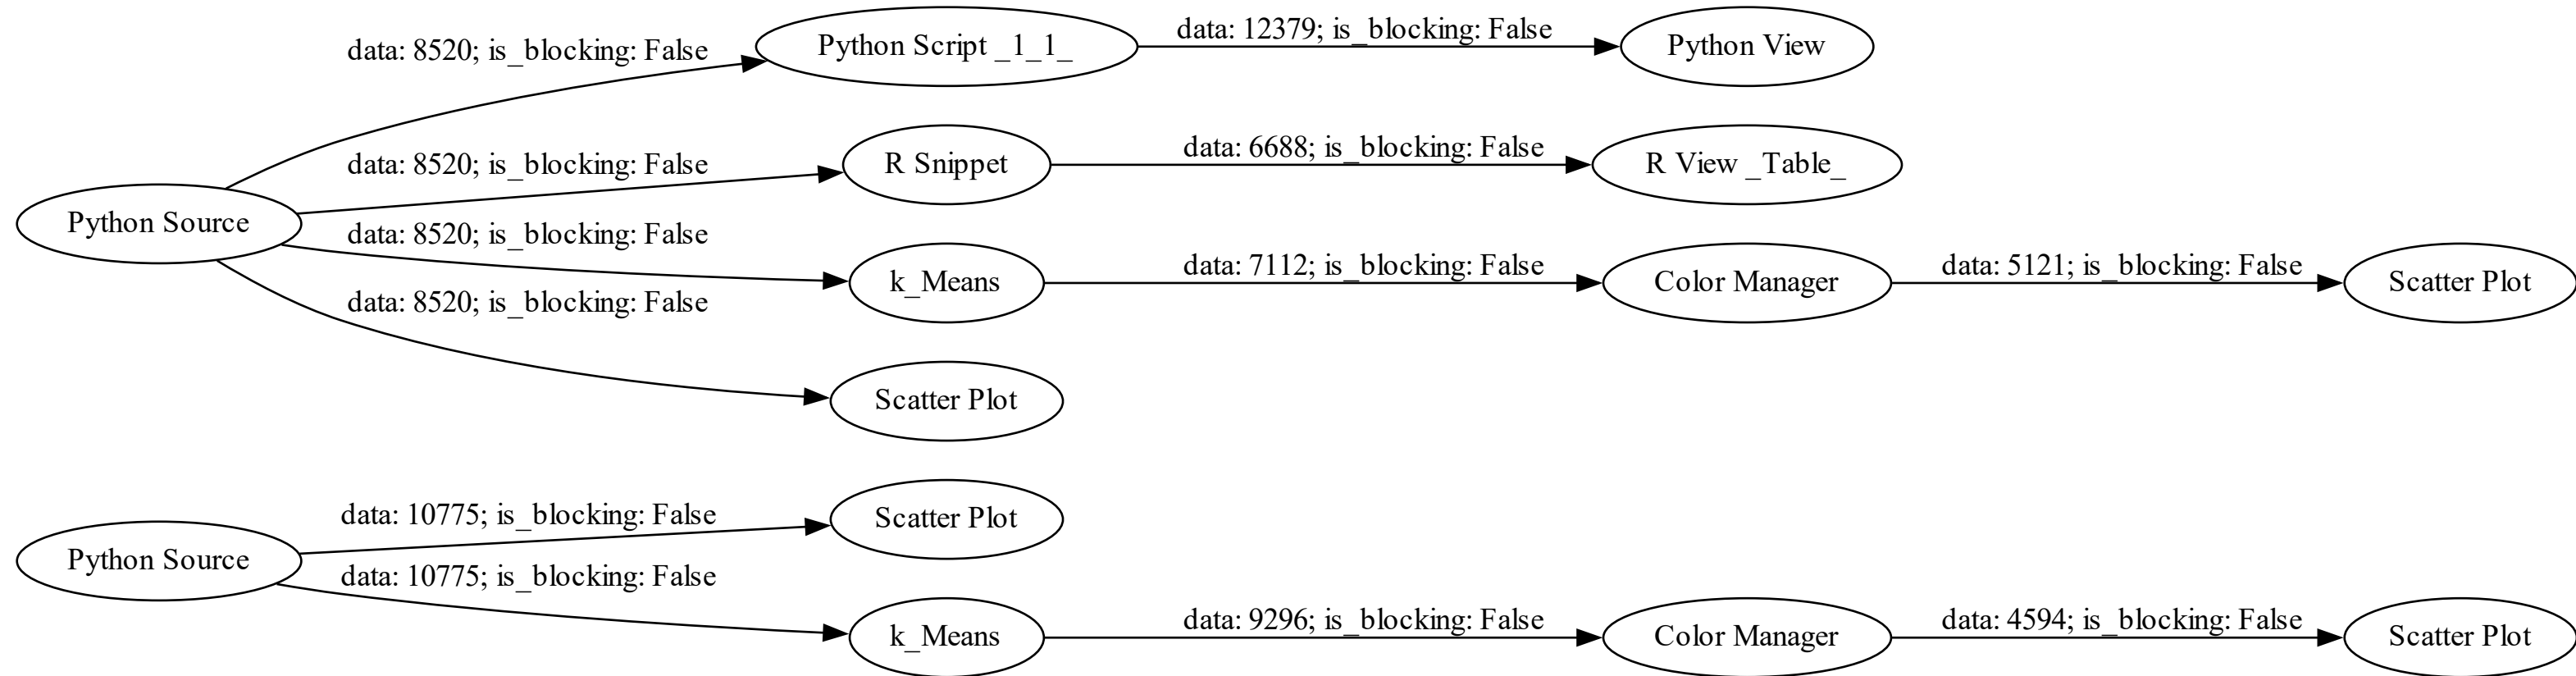 data: 8520; is_blocking: False
Python Script _1_1_
data: 12379; is_blocking: False
Python View
data: 8520; is_blocking: False
R Snippet
data: 6688; is_blocking: False
R View _Table_
Python Source
data: 8520; is_blocking: False
k_Means
data: 7112; is_blocking: False
Color Manager
data: 5121; is_blocking: False
Scatter Plot
data: 8520; is_blocking: False
Scatter Plot
data: 10775; is_blocking: False
Scatter Plot
Python Source
data: 10775; is_blocking: False
k_Means
data: 9296; is_blocking: False
Color Manager
data: 4594; is_blocking: False
Scatter Plot